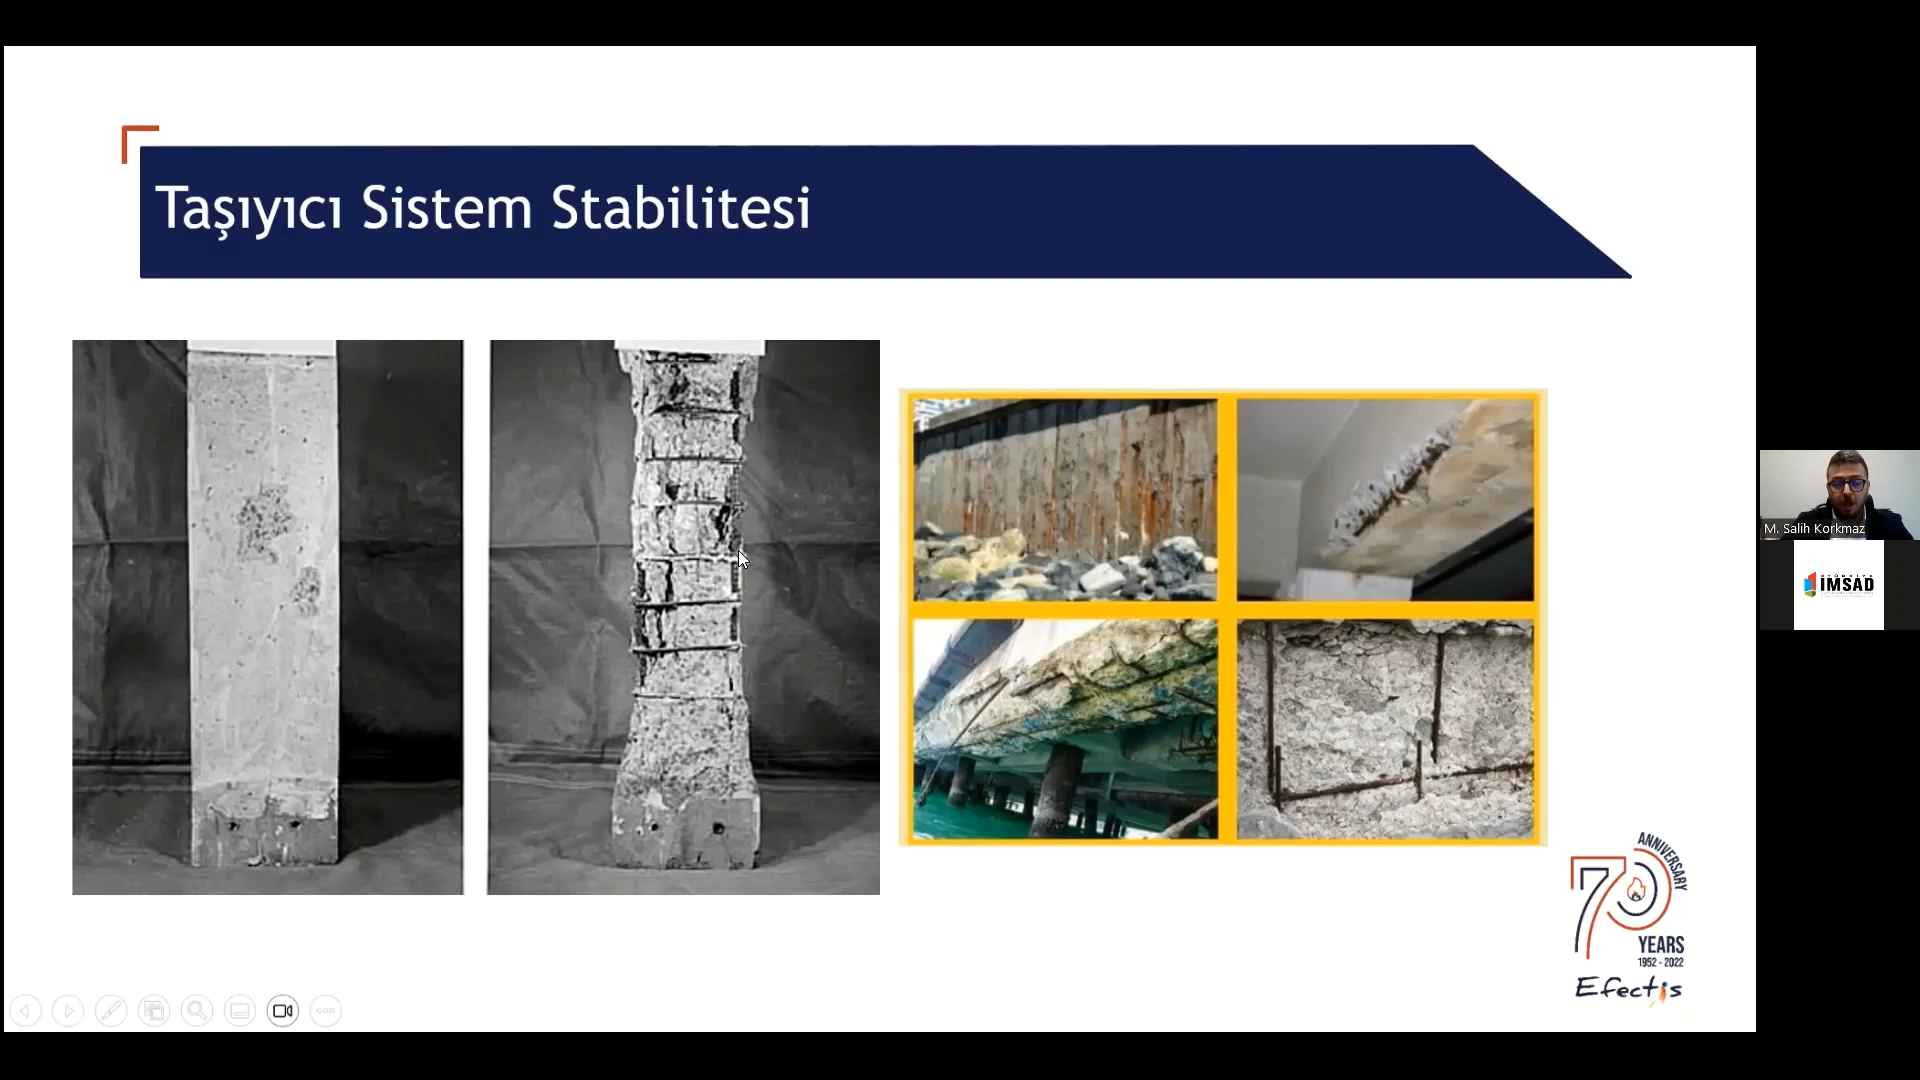 Taşıyıcı Sistem Stabilitesi
M. Salih Korkmaz
İMSAD
ANNIVERSARY
70
YEARS
1952 - 2022
Efectis